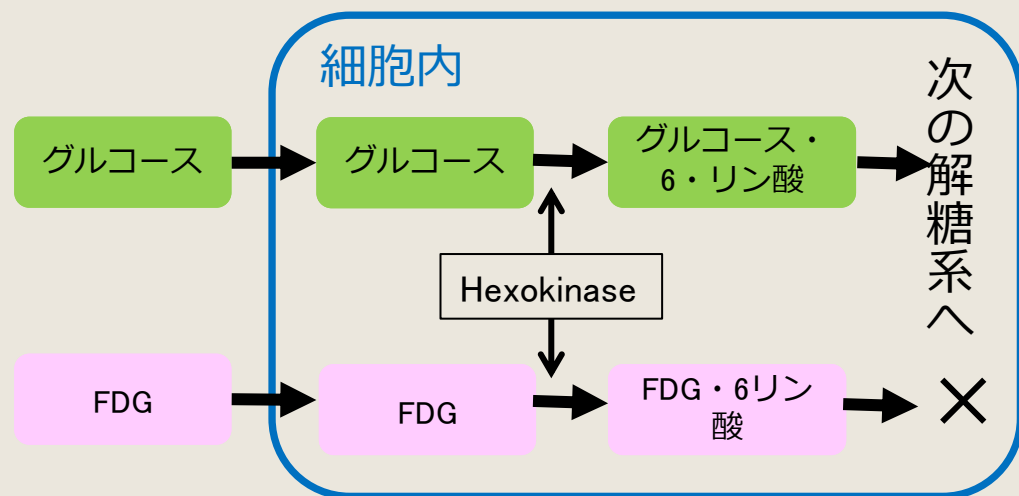 細胞内
グルコース
グルコース
グルコース・
6・リン酸
次の解糖系へ
Hexokinase
FDG
FDG
FDG・6リン
酸
×